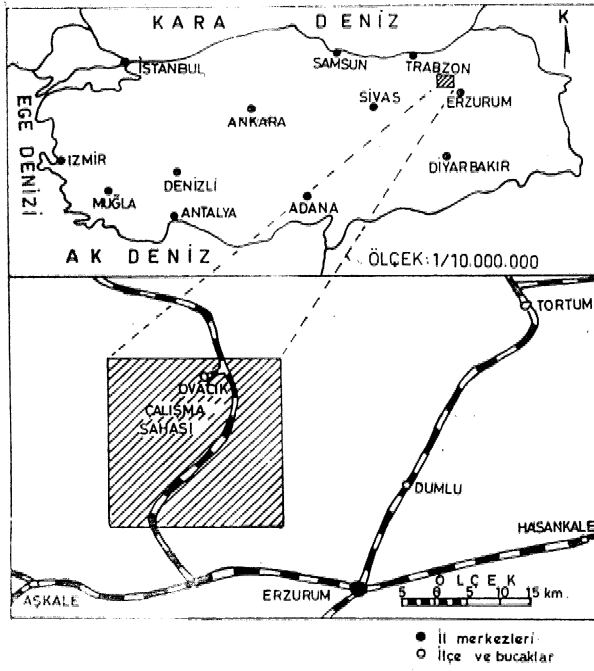 KARA DENİZ
K
İSTANBUL
SAMSUN
TRABZON
SİVAS
ERZURUM
ANKARA
EGE DENİZİ
İZMİR
DİYARBAKIR
DENİZLİ
MUĞLA
ADANA
ANTALYA
AK DENİZ
ÖLÇEK: 1/10.000.000
TORTUM
OVACIK
ÇALIŞMA
SAHASI
DUMLU
HASANKALE
ÖLÇEK
AŞKALE
ERZURUM
5 0 5 10 15 km.
İl merkezleri
İlçe ve bucaklar